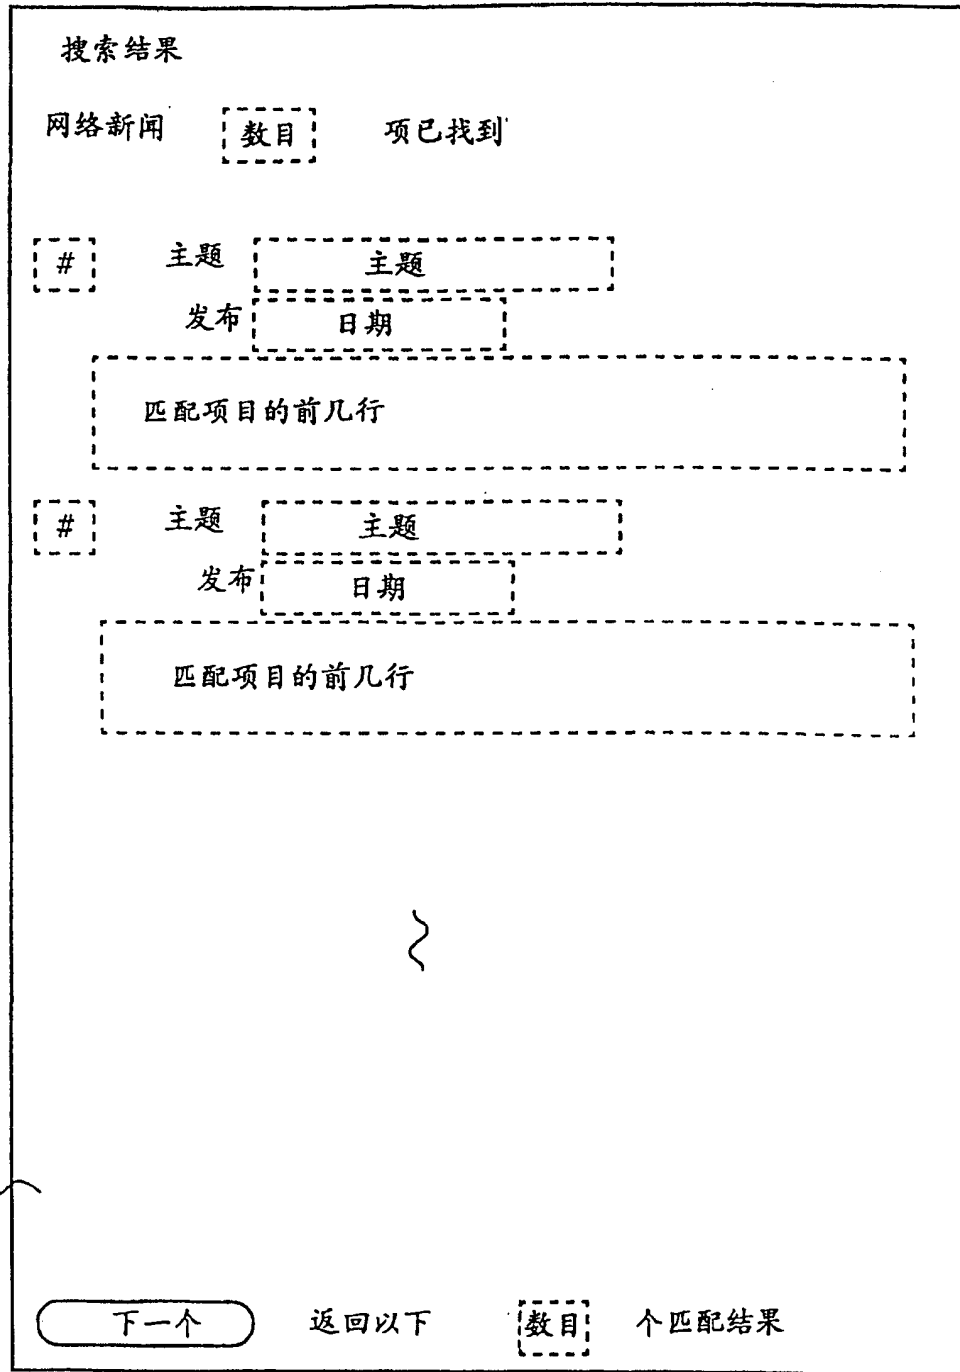 搜索结果
网络新闻 数目 项已找到
# 主题 主题
发布 日期
匹配项目的前几行
# 主题 主题
发布 日期
匹配项目的前几行
下一个 返回以下 数目 个匹配结果